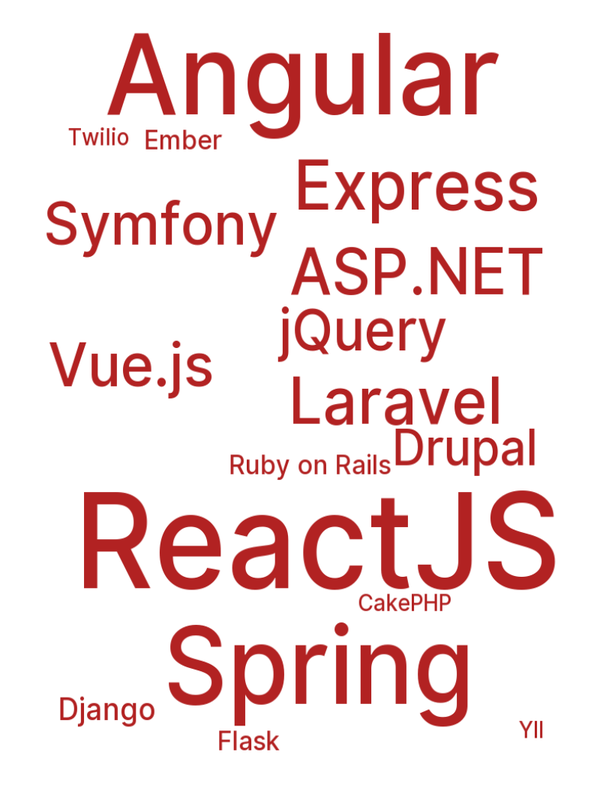 Angular
Twilio Ember
Express
Symfony
ASP.NET
jQuery
Vue.js
Laravel
Drupal
Ruby on Rails
ReactJS
CakePHP
Spring
Django
YII
Flask